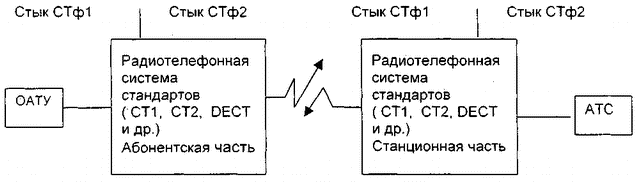 Стык СТф1 Стык СТф2 Стык СТф1 Стык СТф2
Радиотелефонная
система
стандартов
( СТ1, СТ2, DECT
и др.)
Абонентская часть
Радиотелефонная
система
стандартов
( СТ1, СТ2, DECT
и др.)
Станционная часть
ОАТУ
АТС